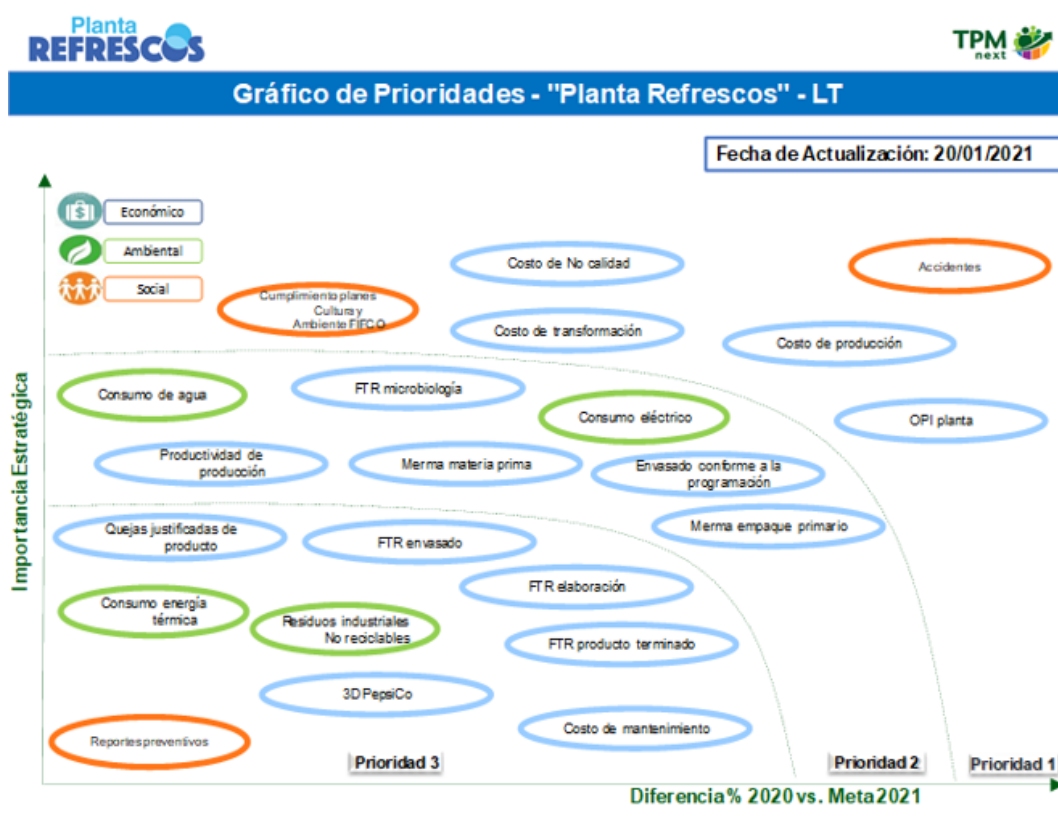 Planta
REFRESCOS
TPM
next
Gráfico de Prioridades - "Planta Refrescos" - LT
Fecha de Actualización: 20/01/2021
Económico
Ambiental
Social
Costo de No calidad
Accidentes
Cumplimiento planes
Cultura y
Ambiente FIFCO
Costo de transformación
Costo de producción
Consumo de agua
FTR microbiología
Consumo eléctrico
OPI planta
Productividad de
producción
Merma materia prima
Envasado conforme a la
programación
Quejas justificadas de
producto
FTR envasado
Merma empaque primario
FTR elaboración
Consumo energía
térmica
Residuos industriales
No reciclables
FTR producto terminado
3D PepsiCo
Costo de mantenimiento
Reportes preventivos
Prioridad 3
Prioridad 2
Prioridad 1
Importancia Estratégica
Diferencia % 2020 vs. Meta 2021